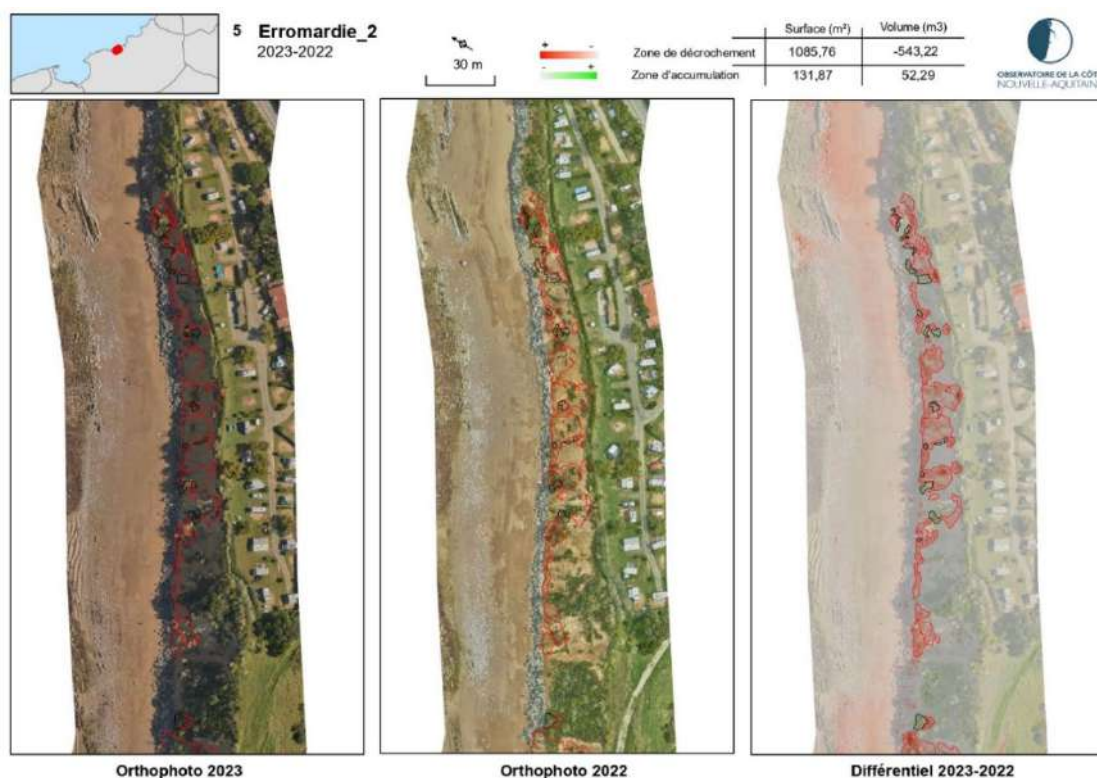 5 Erromardie_2
2023-2022
30 m
+ -
- +
Surface (m²) Volume (m3)
Zone de décrochement 1085,76 -543,22
Zone d'accumulation 131,87 52,29
OBSERVATOIRE DE LA CÔT
NOUVELLE-AQUITAIN
Orthophoto 2023
Orthophoto 2022
Différentiel 2023-2022